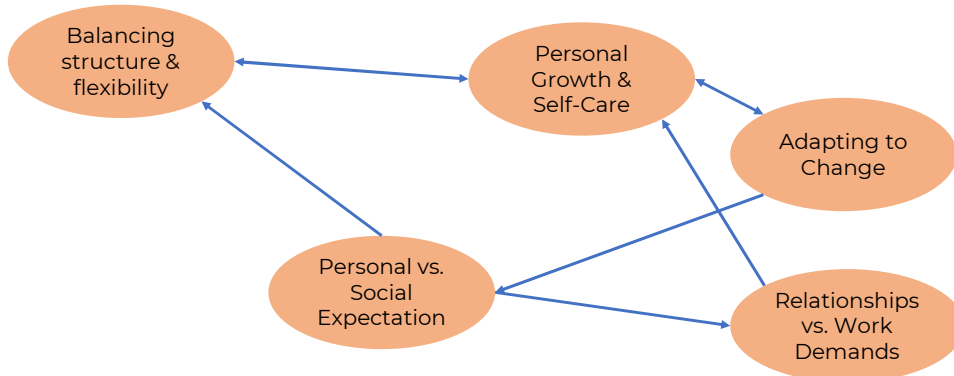 Balancing
structure &
flexibility
Personal
Growth &
Self-Care
Adapting to
Change
Personal vs.
Social
Expectation
Relationships
vs. Work
Demands